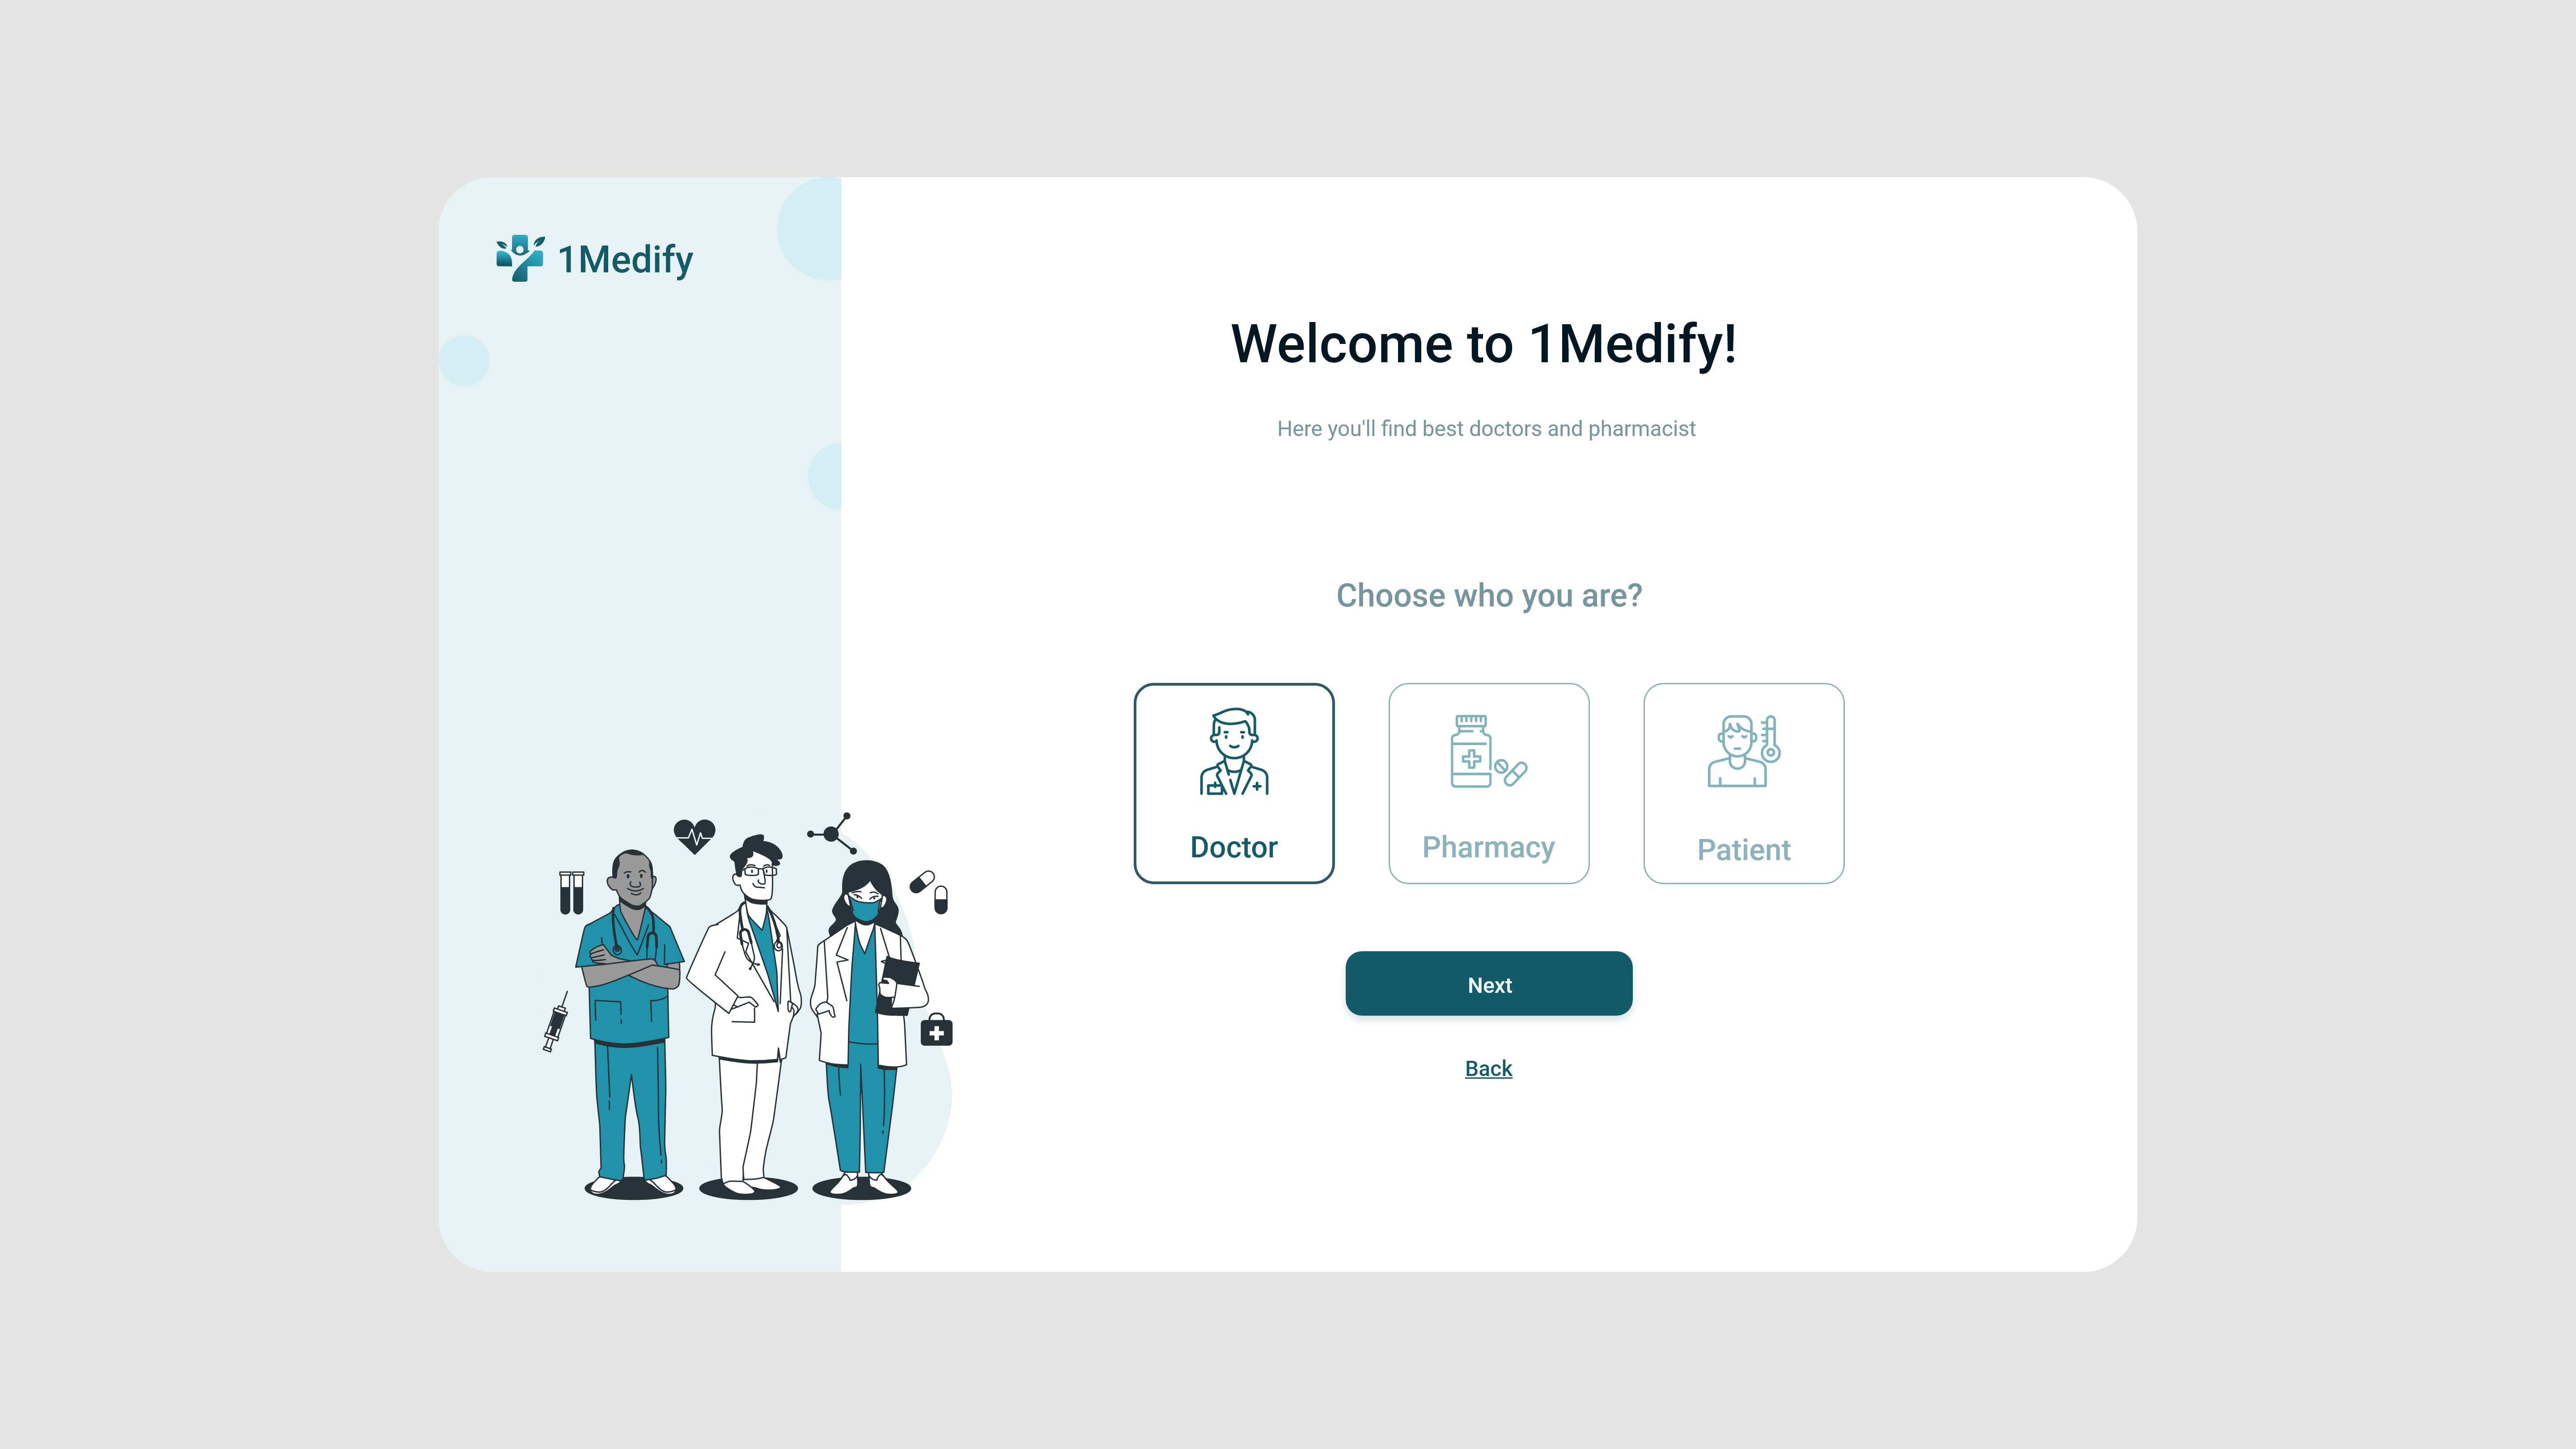 1Medify
Welcome to 1Medify!
Here you'll find best doctors and pharmacist
Choose who you are?
Doctor
Pharmacy
Patient
Next
Back